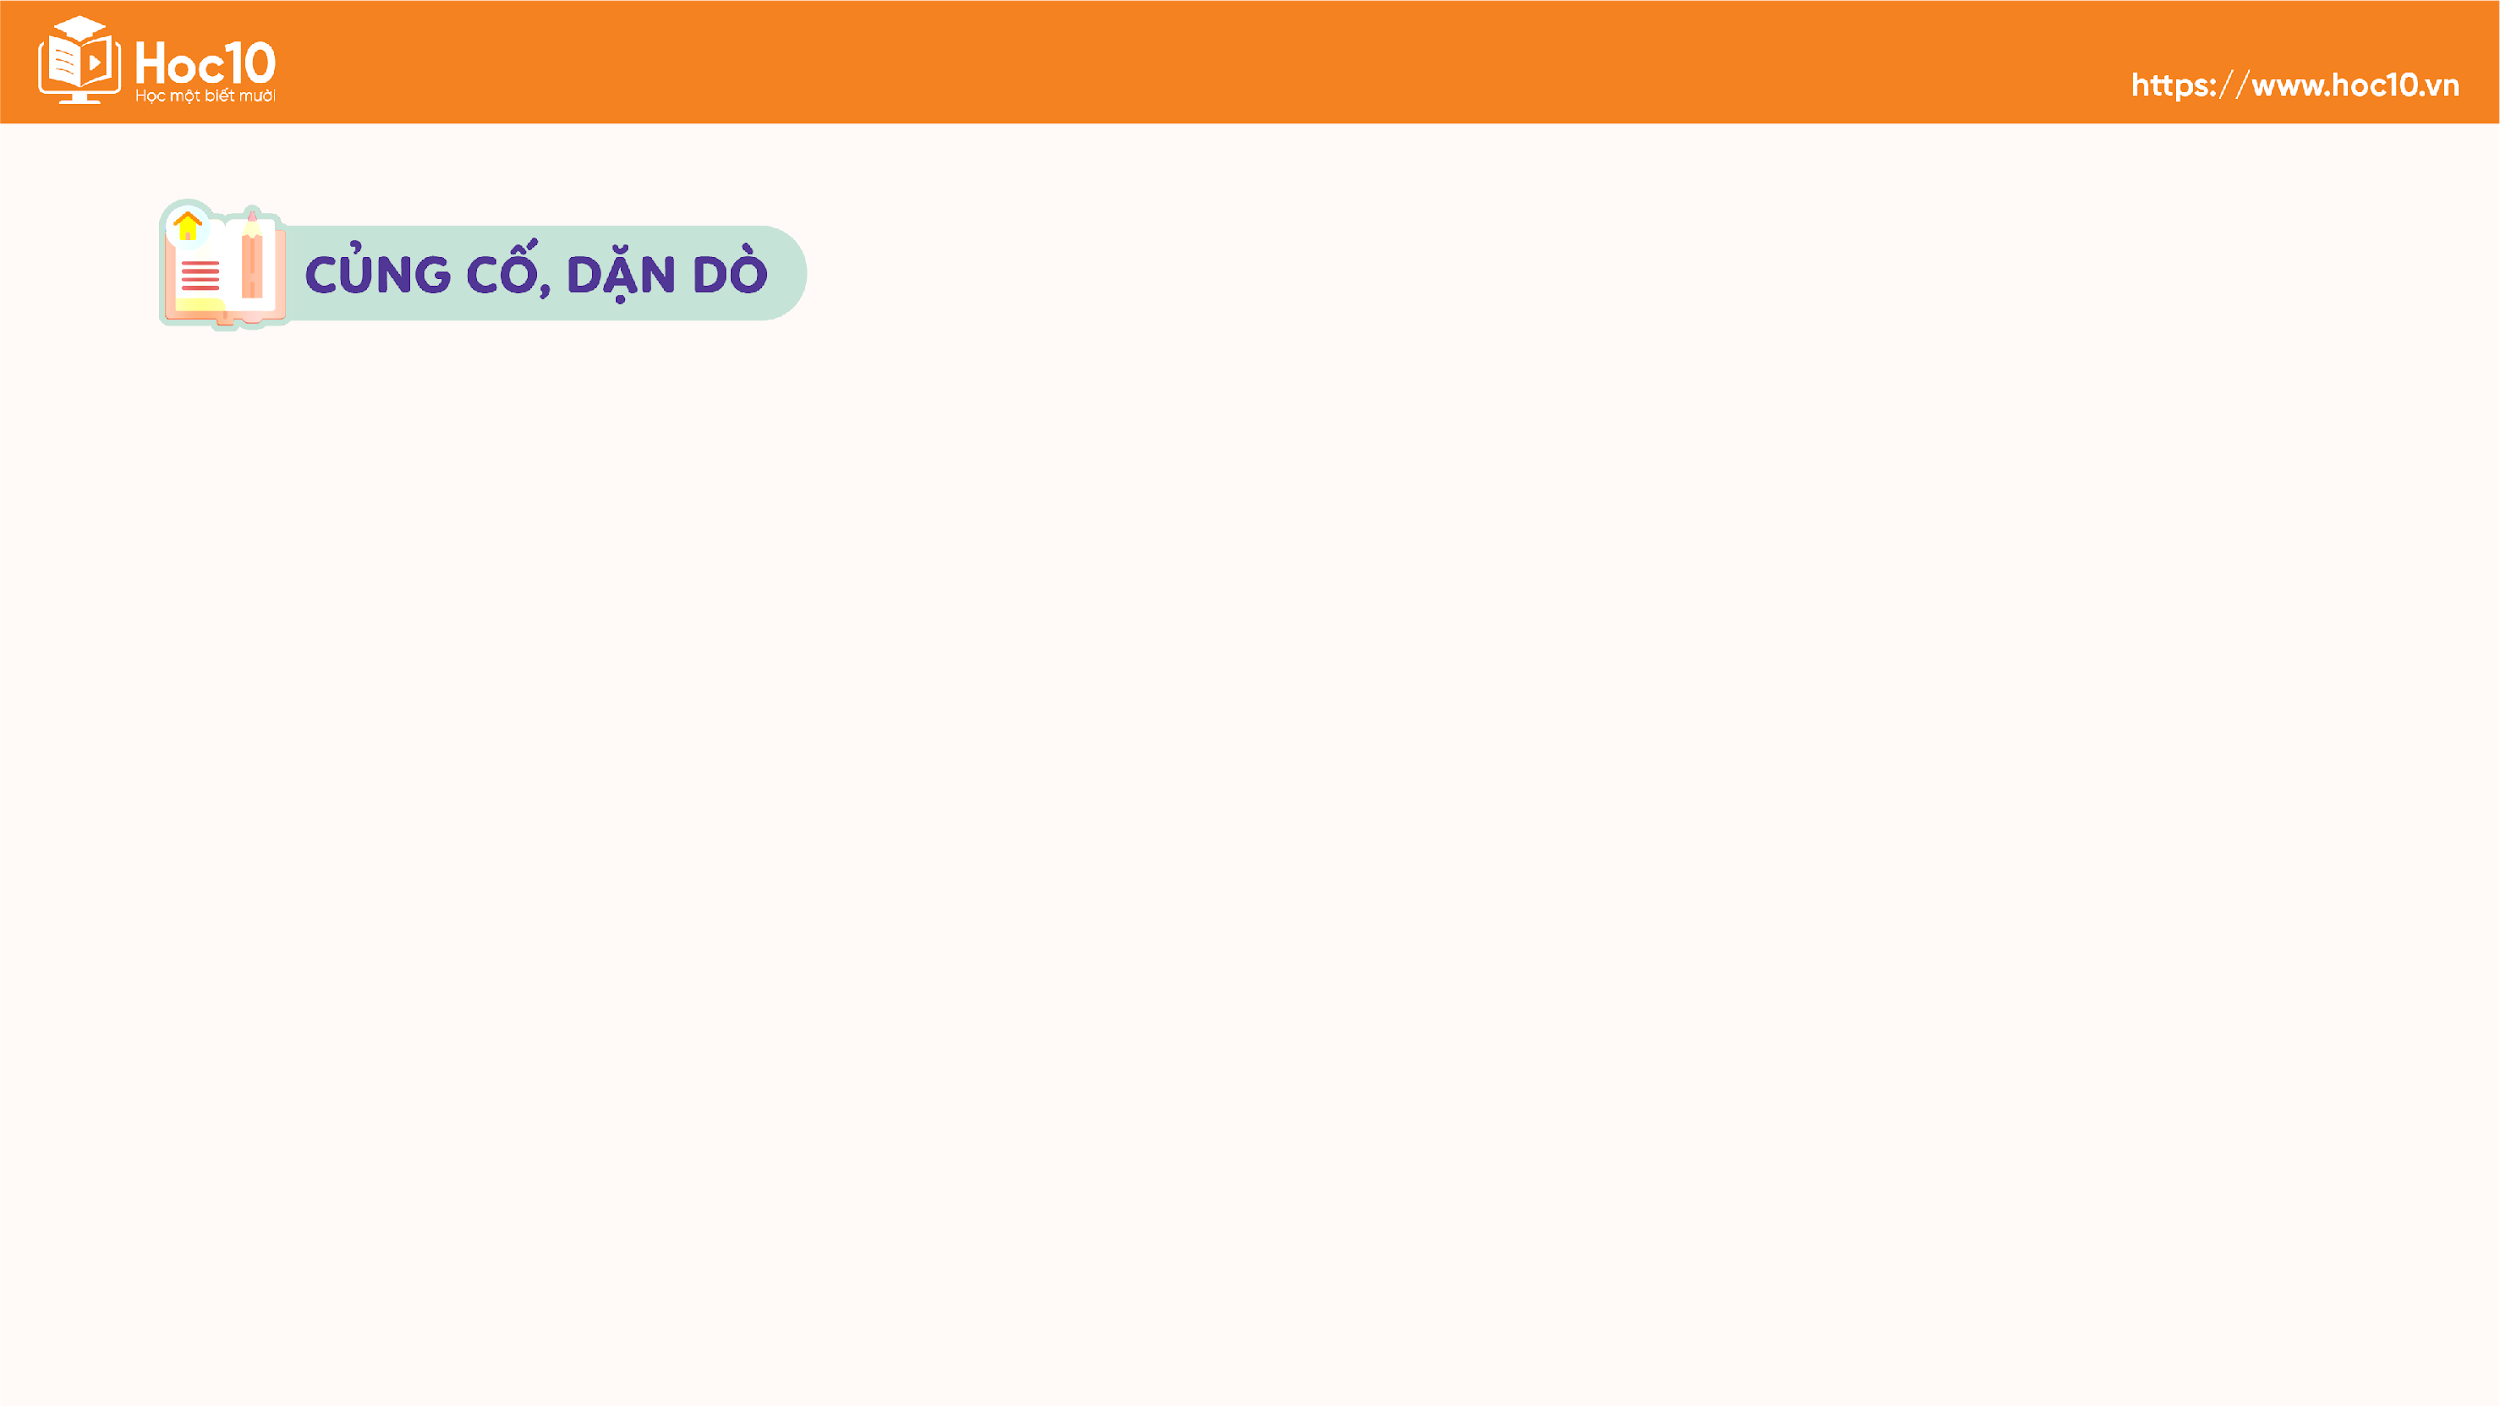 Hoc10
Học một biết mười
https://www.hoc10.vn
CỦNG CỐ, DẶN DÒ